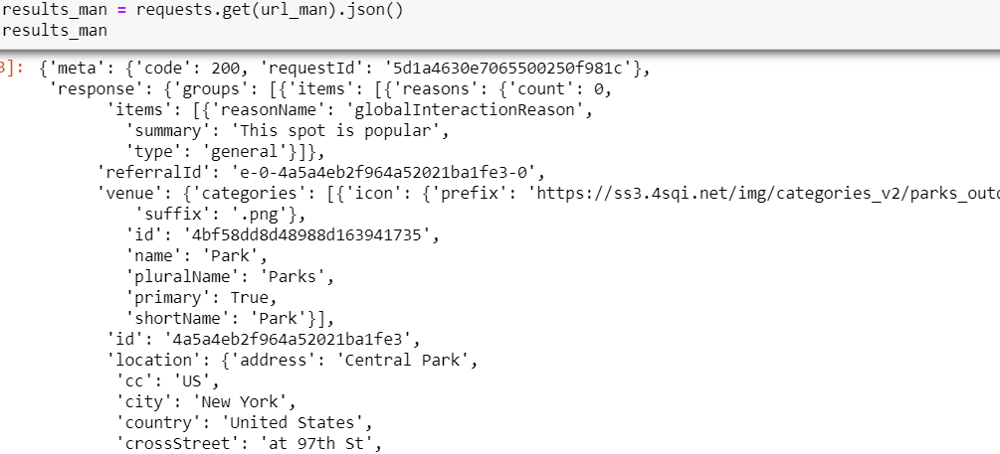 results_man = requests.get(url_man).json()
results_man
]: {'meta': {'code': 200, 'requestId': '5d1a4630e7065500250f981c'},
'response': {'groups': [{'items': [{'reasons': {'count': 0,
'items': [{'reasonName': 'globalInteractionReason',
'summary': 'This spot is popular',
'type': 'general'}]},
'referralId': 'e-0-4a5a4eb2f964a52021ba1fe3-0',
'venue': {'categories': [{'icon': {'prefix': 'https://ss3.4sqi.net/img/categories_v2/parks_outd
'suffix': '.png'},
'id': '4bf58dd8d48988d163941735',
'name': 'Park',
'pluralName': 'Parks',
'primary': True,
'shortName': 'Park'}],
'id': '4a5a4eb2f964a52021ba1fe3',
'location': {'address': 'Central Park',
'cc': 'US',
'city': 'New York',
'country': 'United States',
'crossStreet': 'at 97th St',